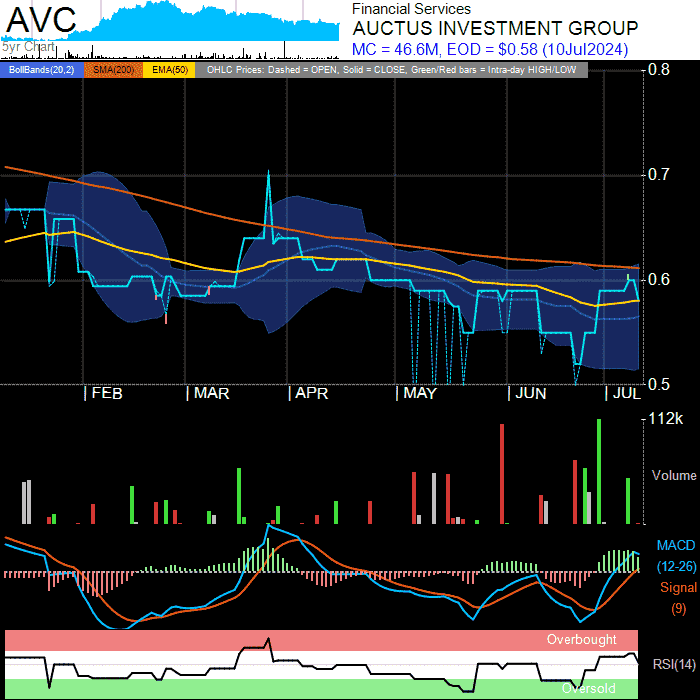 AVC
5yr Chart
Financial Services
AUCTUS INVESTMENT GROUP
MC = 46.6M, EOD = $0.58 (10Jul2024)
BollBands(20,2) SMA(200) EMA(50) OHLC Prices: Dashed = OPEN, Solid = CLOSE, Green/Red bars = Intra-day HIGH/LOW
0.8
0.7
0.6
0.5
FEB MAR APR MAY JUN JUL
112k
Volume
MACD
(12-26)
Signal
(9)
Overbought
RSI(14)
Oversold